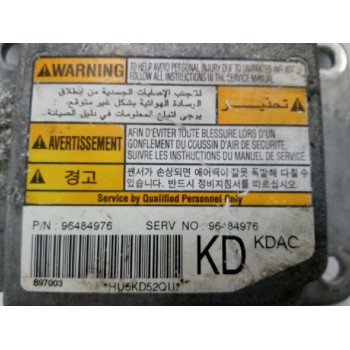 WARNING
TO HELP AVOID PERSONAL INJURY DUE TO UNWANTED INFLATION
FOLLOW ALL INSTRUCTIONS IN THE SERVICE MANUAL.
لتجنب الإصابات الجسدية من إنطلاق
الوسادة الهوائية بشكل غير متوقع،
يرجى اتباع المعلومات في دليل الصيانة.
تحذير
AVERTISSEMENT
AFIN D'EVITER TOUTE BLESSURE LORS D'UN
GONFLEMENT DU COUSSIN D'AIR DE SECURITE,
SUIVRE LES INSTRUCTIONS DU MANUEL DE SERVICE.
경고
센서가 손상되면 에어백이 잘못 폭발해 다칠 수
있습니다. 반드시 정비지침서를 따르십시오.
Service by Qualified Personnel Only
P/N : 96484976 SERV NO : 96484976
KD KDAC
897003 *HU5KD52QU